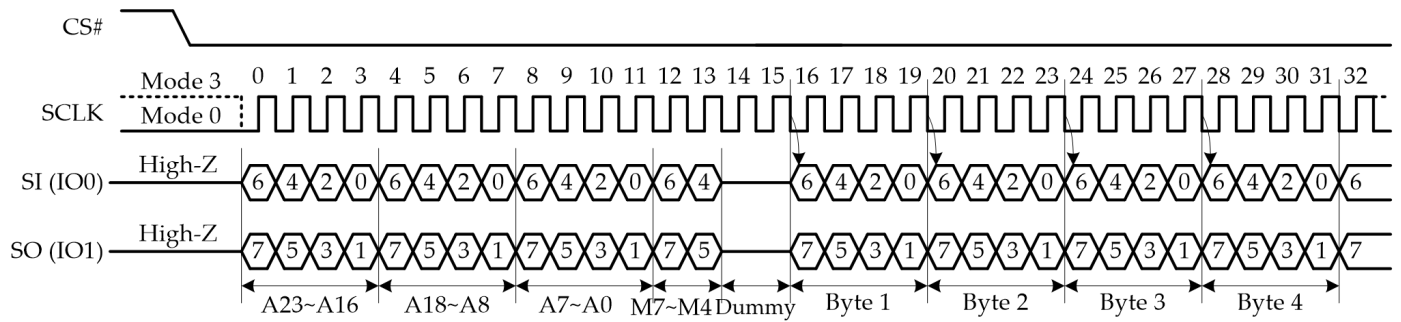 CS#
Mode 3 0 1 2 3 4 5 6 7 8 9 10 11 12 13 14 15 16 17 18 19 20 21 22 23 24 25 26 27 28 29 30 31 32
SCLK Mode 0
SI (IO0) High-Z 6 4 2 0 6 4 2 0 6 4 2 0 6 4 6 4 2 0 6 4 2 0 6 4 2 0 6 4 2 0 6
SO (IO1) High-Z 7 5 3 1 7 5 3 1 7 5 3 1 7 5 7 5 3 1 7 5 3 1 7 5 3 1 7 5 3 1 7
A23~A16 A18~A8 A7~A0 M7~M4 Dummy Byte 1 Byte 2 Byte 3 Byte 4